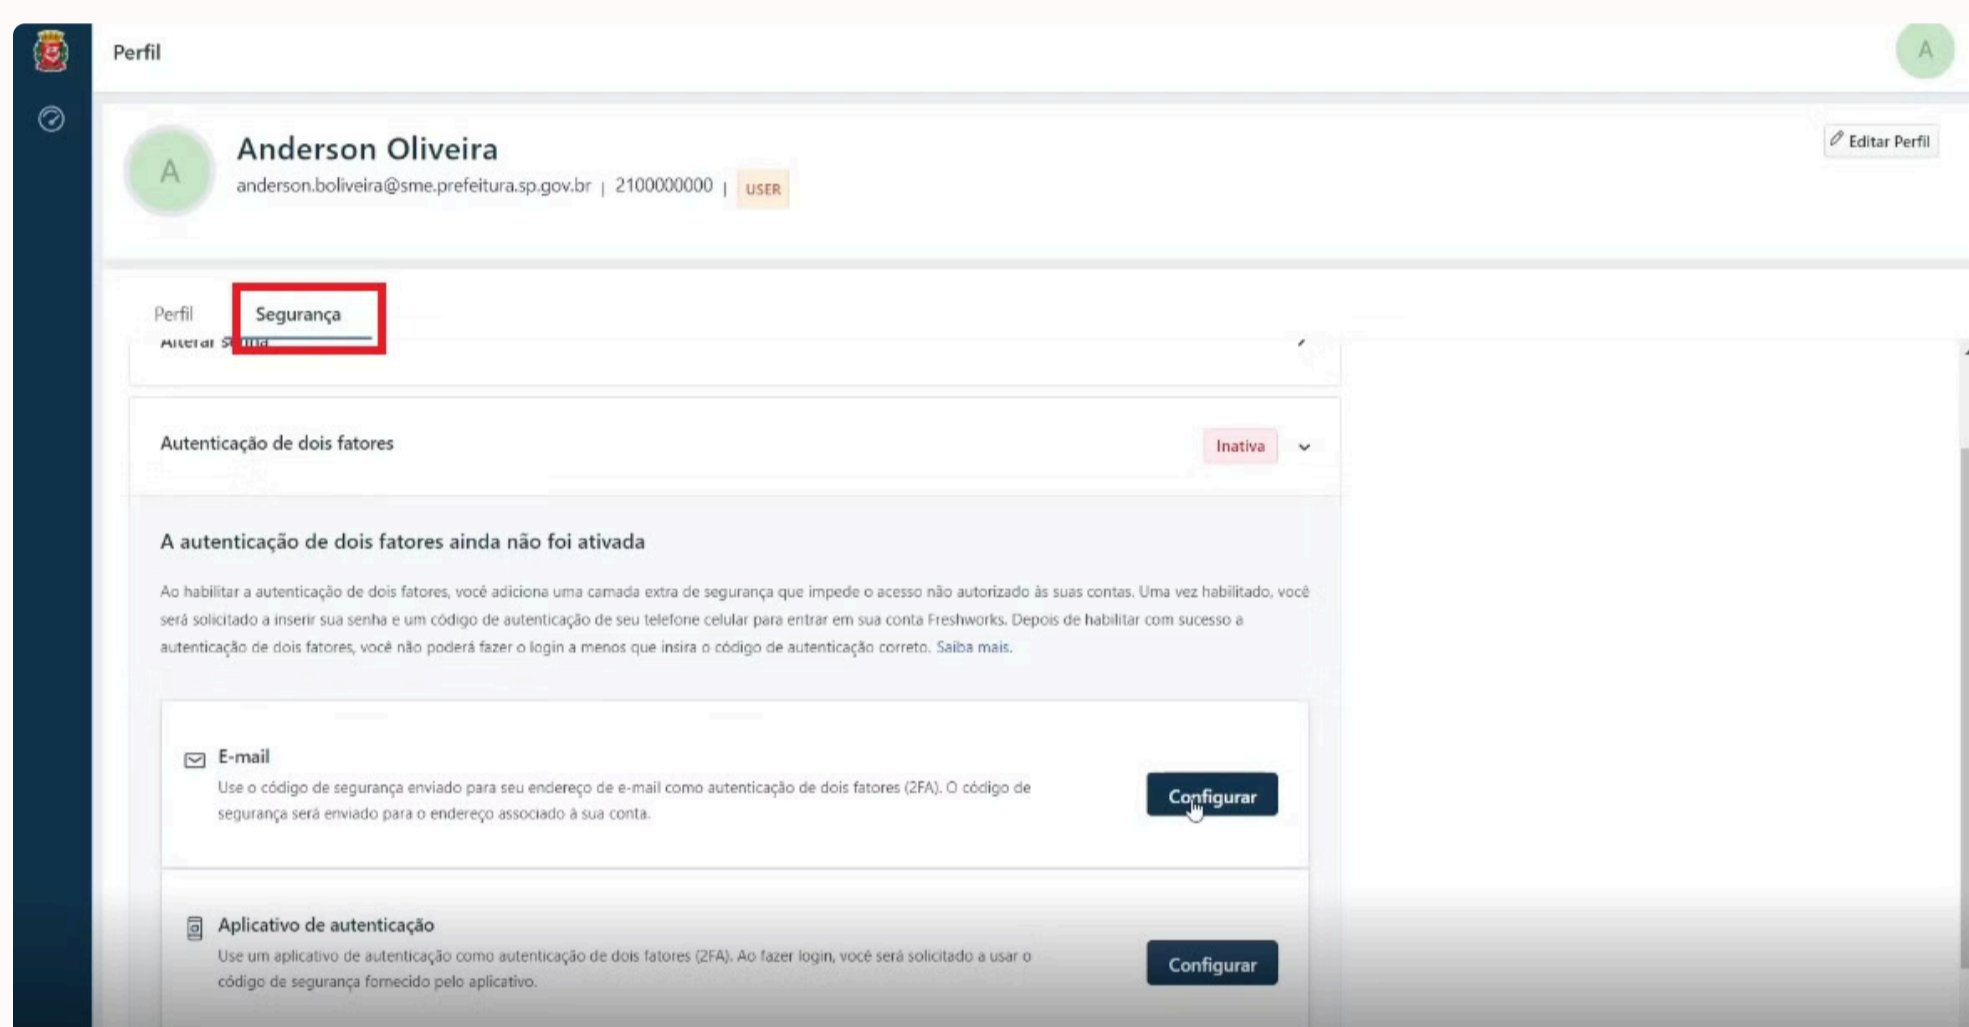 Perfil
A
A
Anderson Oliveira
Editar Perfil
anderson.boliveira@sme.prefeitura.sp.gov.br | 2100000000 | USER
Perfil
Segurança
Alterar senha
Autenticação de dois fatores
Inativa
A autenticação de dois fatores ainda não foi ativada
Ao habilitar a autenticação de dois fatores, você adiciona uma camada extra de segurança que impede o acesso não autorizado às suas contas. Uma vez habilitado, você
será solicitado a inserir sua senha e um código de autenticação de seu telefone celular para entrar em sua conta Freshworks. Depois de habilitar com sucesso a
autenticação de dois fatores, você não poderá fazer o login a menos que insira o código de autenticação correto. Saiba mais.
E-mail
Use o código de segurança enviado para seu endereço de e-mail como autenticação de dois fatores (2FA). O código de
segurança será enviado para o endereço associado à sua conta.
Configurar
Aplicativo de autenticação
Use um aplicativo de autenticação como autenticação de dois fatores (2FA). Ao fazer login, você será solicitado a usar o
código de segurança fornecido pelo aplicativo.
Configurar